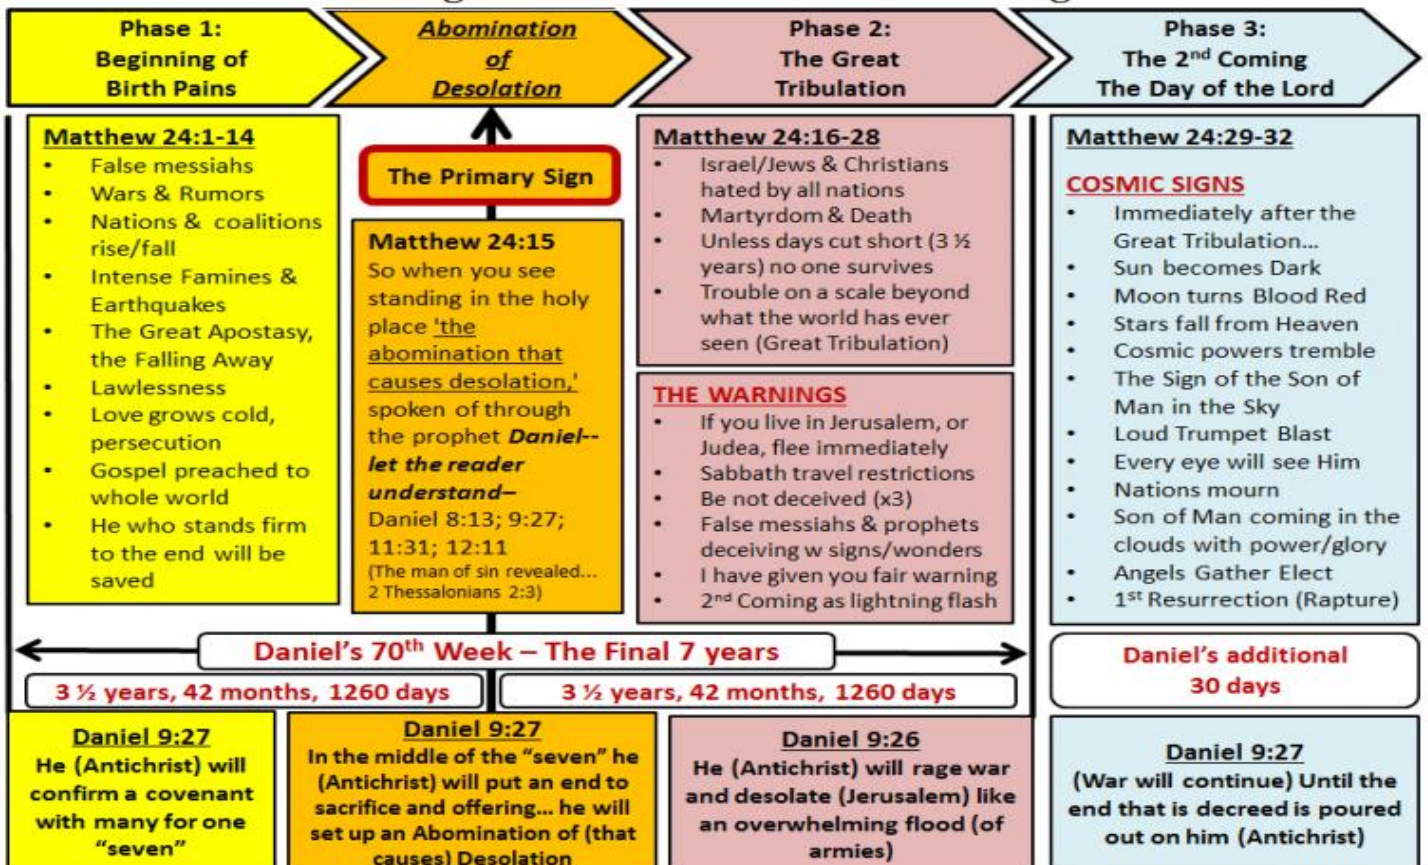 Phase 1:
Beginning of
Birth Pains
Abomination
of
Desolation
Phase 2:
The Great
Tribulation
Phase 3:
The 2nd Coming
The Day of the Lord
Matthew 24:1-14
• False messiahs
• Wars & Rumors
• Nations & coalitions
rise/fall
• Intense Famines &
Earthquakes
• The Great Apostasy,
the Falling Away
• Lawlessness
• Love grows cold,
persecution
• Gospel preached to
whole world
• He who stands firm
to the end will be
saved
The Primary Sign
Matthew 24:15
So when you see
standing in the holy
place 'the
abomination that
causes desolation,'
spoken of through
the prophet Daniel--
let the reader
understand–
Daniel 8:13; 9:27;
11:31; 12:11
(The man of sin revealed...
2 Thessalonians 2:3)
Matthew 24:16-28
• Israel/Jews & Christians
hated by all nations
• Martyrdom & Death
• Unless days cut short (3 ½
years) no one survives
• Trouble on a scale beyond
what the world has ever
seen (Great Tribulation)
THE WARNINGS
• If you live in Jerusalem, or
Judea, flee immediately
• Sabbath travel restrictions
• Be not deceived (x3)
• False messiahs & prophets
deceiving w signs/wonders
• I have given you fair warning
• 2nd Coming as lightning flash
Matthew 24:29-32
COSMIC SIGNS
• Immediately after the
Great Tribulation...
• Sun becomes Dark
• Moon turns Blood Red
• Stars fall from Heaven
• Cosmic powers tremble
• The Sign of the Son of
Man in the Sky
• Loud Trumpet Blast
• Every eye will see Him
• Nations mourn
• Son of Man coming in the
clouds with power/glory
• Angels Gather Elect
• 1st Resurrection (Rapture)
Daniel's 70th Week – The Final 7 years
3 ½ years, 42 months, 1260 days
3 ½ years, 42 months, 1260 days
Daniel's additional
30 days
Daniel 9:27
He (Antichrist) will
confirm a covenant
with many for one
"seven"
Daniel 9:27
In the middle of the "seven" he
(Antichrist) will put an end to
sacrifice and offering... he will
set up an Abomination of (that
causes) Desolation
Daniel 9:26
He (Antichrist) will rage war
and desolate (Jerusalem) like
an overwhelming flood (of
armies)
Daniel 9:27
(War will continue) Until the
end that is decreed is poured
out on him (Antichrist)